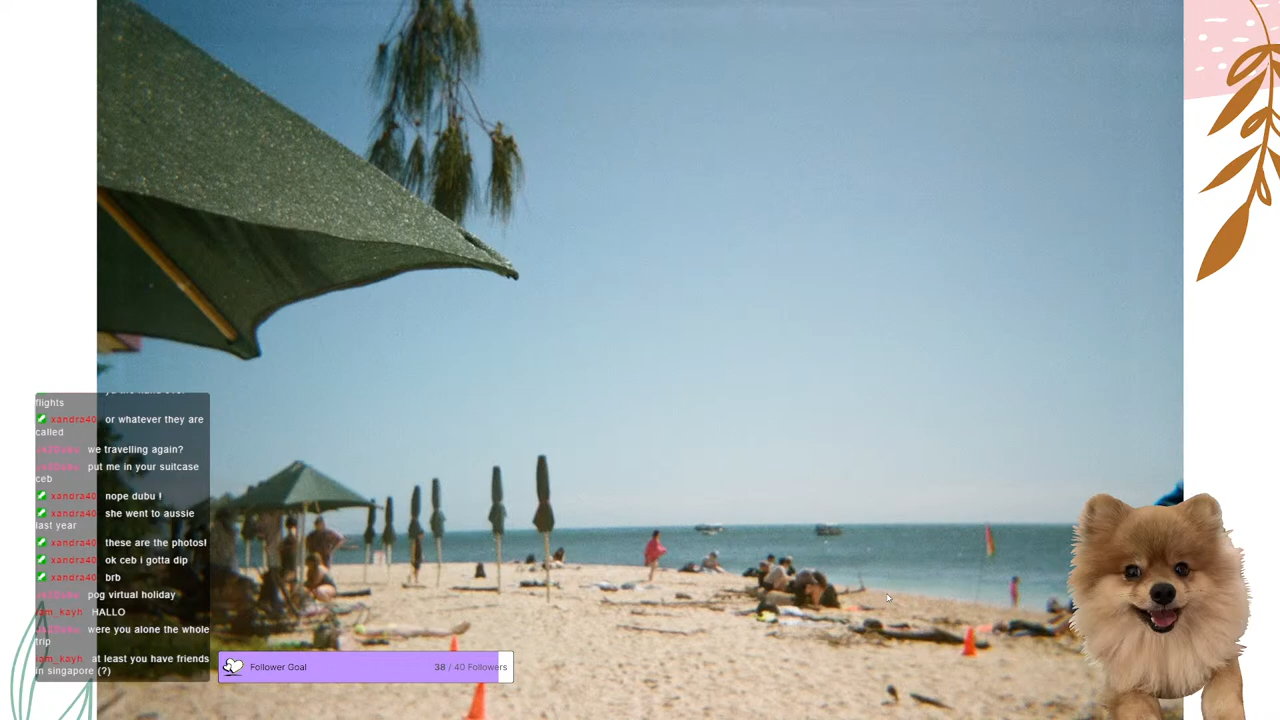 flights
xandra40 or whatever they are
called
we travelling again?
put me in your suitcase
ceb
xandra40 nope dubu !
xandra40 she went to aussie
last year
xandra40 these are the photos!
xandra40 ok ceb i gotta dip
xandra40 brb
pog virtual holiday
iam_kayh HALLO
were you alone the whole
trip
iam_kayh at least you have friends
in singapore (?)
Follower Goal 38 / 40 Followers